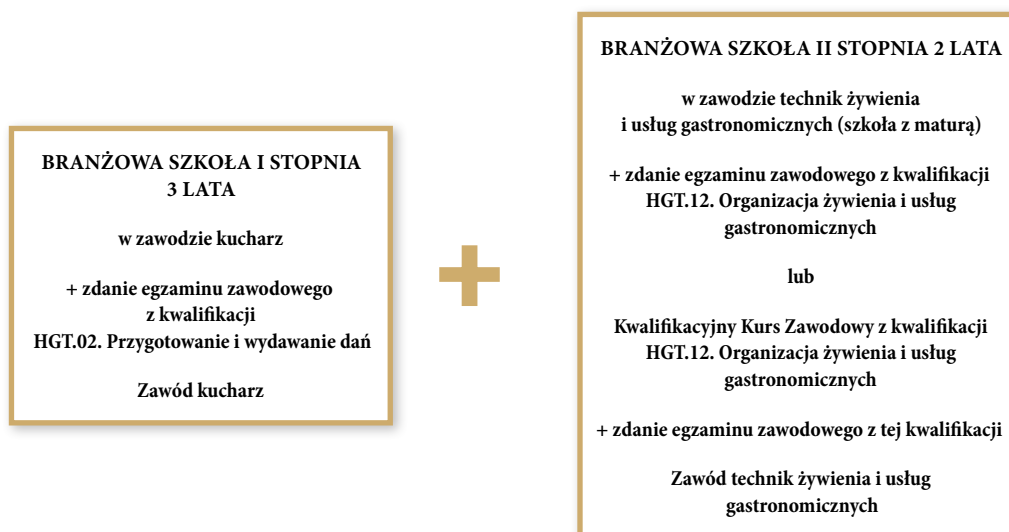 BRANŻOWA SZKOŁA I STOPNIA
3 LATA
w zawodzie kucharz
+ zdanie egzaminu zawodowego
z kwalifikacji
HGT.02. Przygotowanie i wydawanie dań
Zawód kucharz
+
BRANŻOWA SZKOŁA II STOPNIA 2 LATA
w zawodzie technik żywienia
i usług gastronomicznych (szkoła z maturą)
+ zdanie egzaminu zawodowego z kwalifikacji
HGT.12. Organizacja żywienia i usług
gastronomicznych
lub
Kwalifikacyjny Kurs Zawodowy z kwalifikacji
HGT.12. Organizacja żywienia i usług
gastronomicznych
+ zdanie egzaminu zawodowego z tej kwalifikacji
Zawód technik żywienia i usług
gastronomicznych